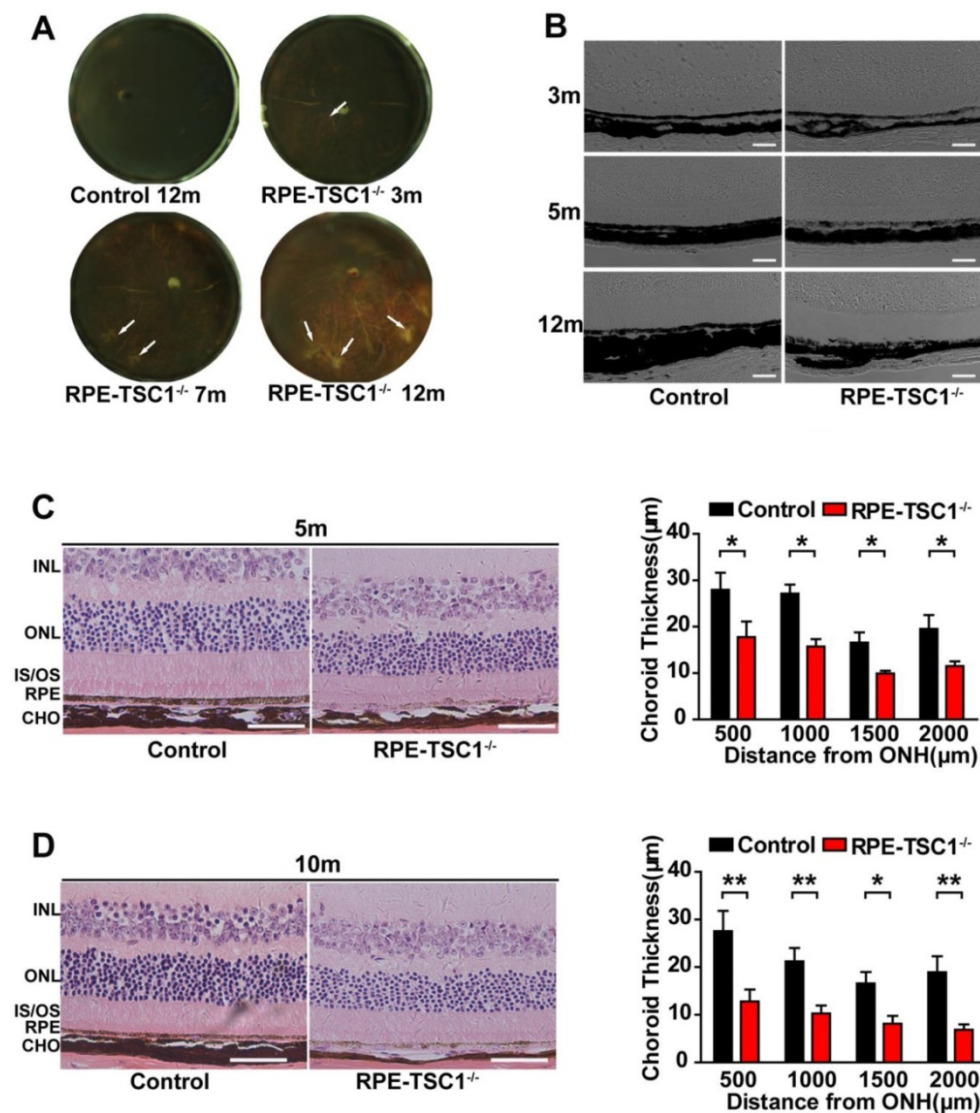 A
Control 12m
RPE-TSC1-/- 3m
RPE-TSC1-/- 7m
RPE-TSC1-/- 12m
B
3m
5m
12m
Control
RPE-TSC1-/-
C
5m
INL
ONL
IS/OS
RPE
CHO
Control
RPE-TSC1-/-
Control
RPE-TSC1-/-
Choroid Thickness(µm)
40
30
20
10
0
*
*
*
*
500
1000
1500
2000
Distance from ONH(µm)
D
10m
INL
ONL
IS/OS
RPE
CHO
Control
RPE-TSC1-/-
Control
RPE-TSC1-/-
Choroid Thickness(µm)
40
30
20
10
0
**
**
*
**
500
1000
1500
2000
Distance from ONH(µm)